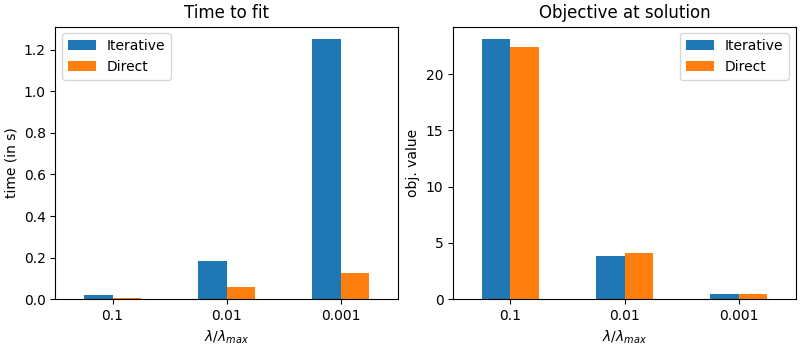 Time to fit
Iterative
Direct
time (in s)
1.2
1.0
0.8
0.6
0.4
0.2
0.0
0.1
0.01
0.001
λ/λmax
Objective at solution
Iterative
Direct
obj. value
20
15
10
5
0
0.1
0.01
0.001
λ/λmax